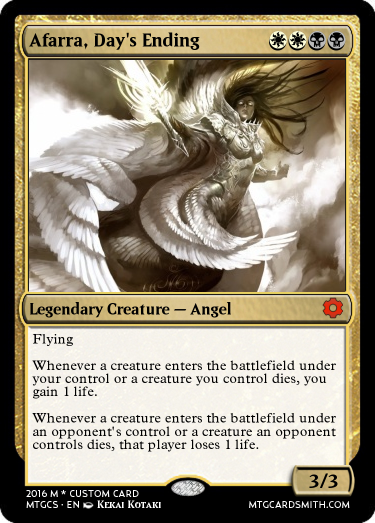 Afarra, Day's Ending
Legendary Creature — Angel
Flying
Whenever a creature enters the battlefield under
your control or a creature you control dies, you
gain 1 life.
Whenever a creature enters the battlefield under
an opponent's control or a creature an opponent
controls dies, that player loses 1 life.
3/3
2016 M * CUSTOM CARD
MTGCS · EN Kekai Kotaki
MTGCARDSMITH.COM